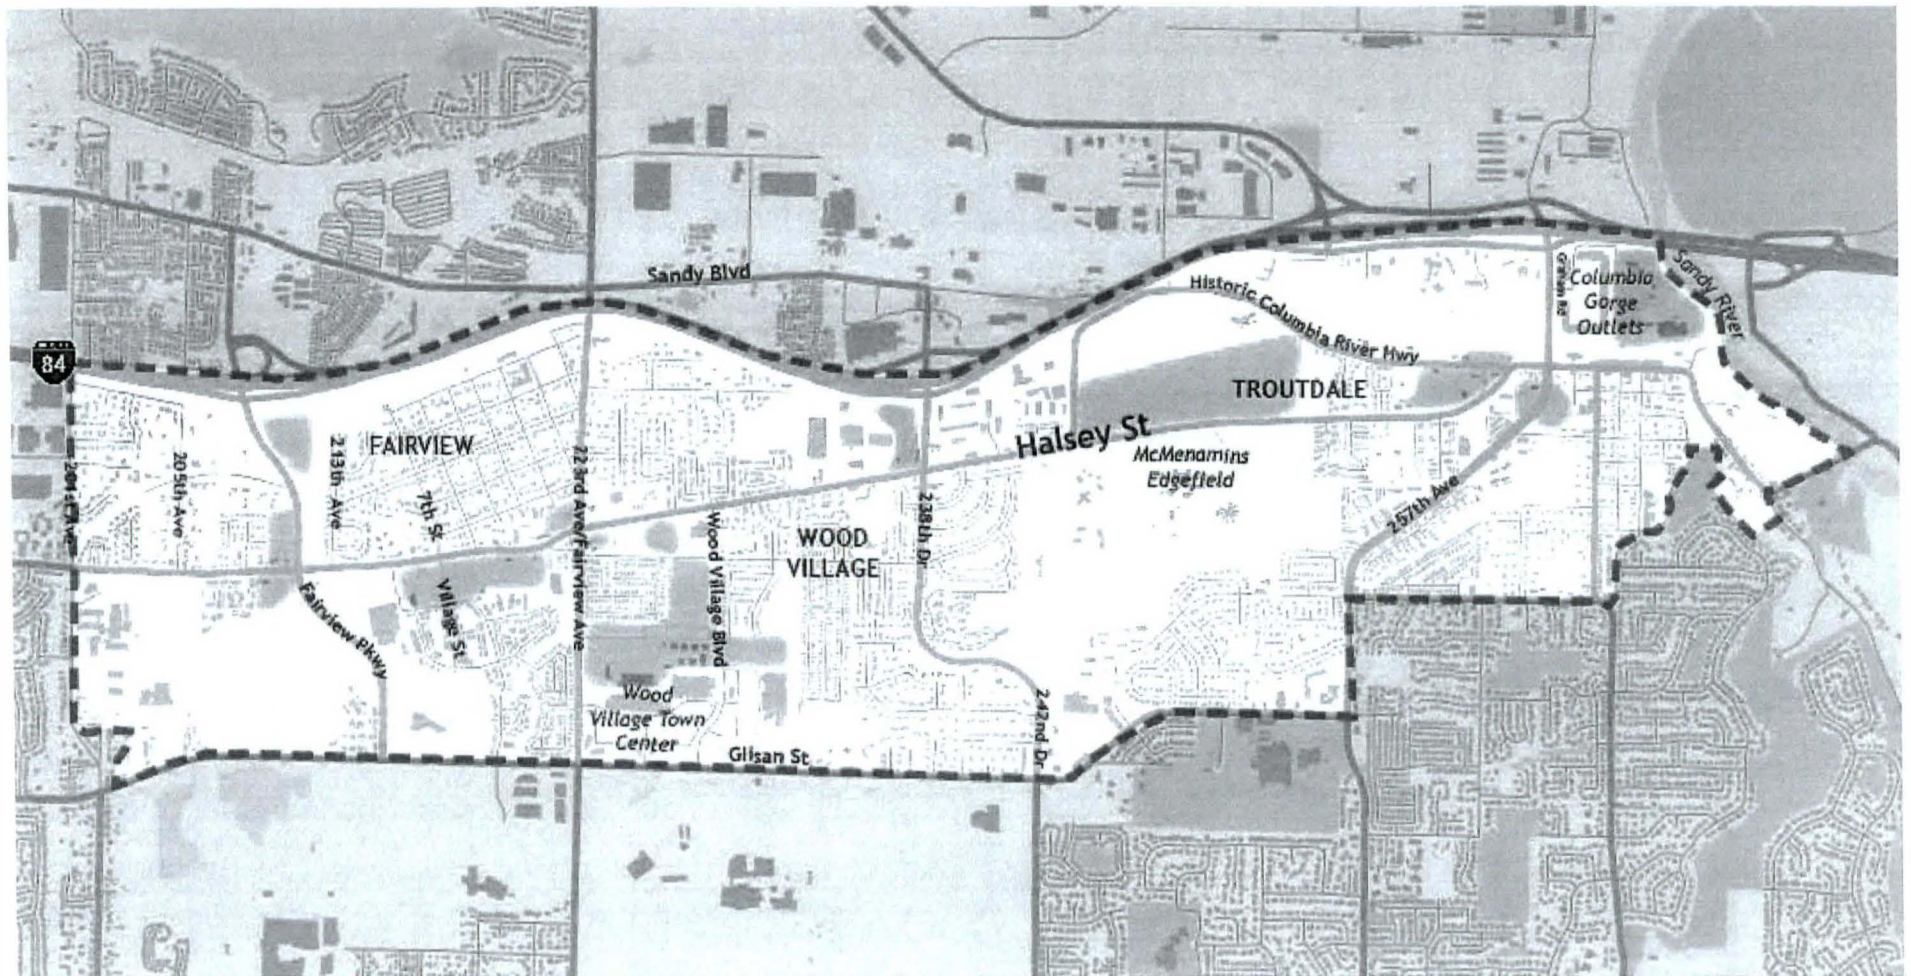 Sandy Blvd
Historic Columbia River Hwy
Graham Rd
Columbia
Gorge
Outlets
Sandy River
84
TROUTDALE
Halsey St
McMenamins
Edgefield
FAIRVIEW
201st Ave
205th Ave
213th Ave
7th St
223rd Ave/Fairview Ave
238th Dr
257th Ave
WOOD
VILLAGE
Wood Village Blvd
Fairview Pkwy
Village St
Wood
Village Town
Center
242nd Dr
Glisan St